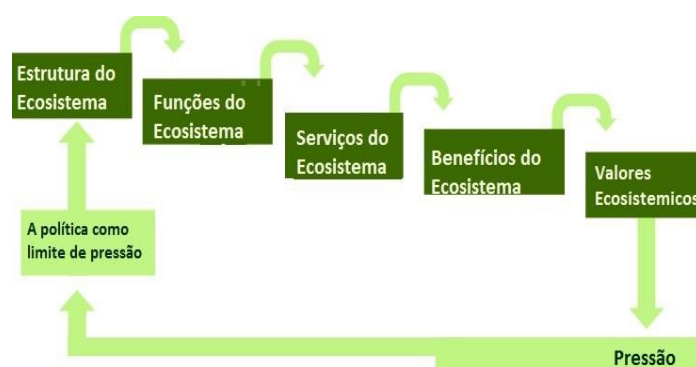 Estrutura do
Ecosistema
Funções do
Ecosistema
Serviços do
Ecosistema
Benefícios do
Ecosistema
Valores
Ecosistemicos
A política como
limite de pressão
Pressão